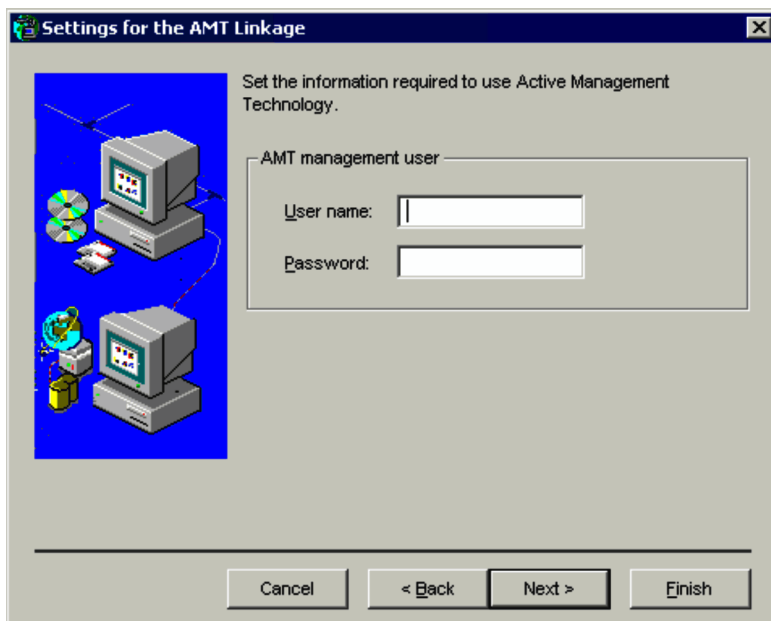 Settings for the AMT Linkage
Set the information required to use Active Management
Technology.
AMT management user
User name:
Password:
Cancel
< Back
Next >
Finish